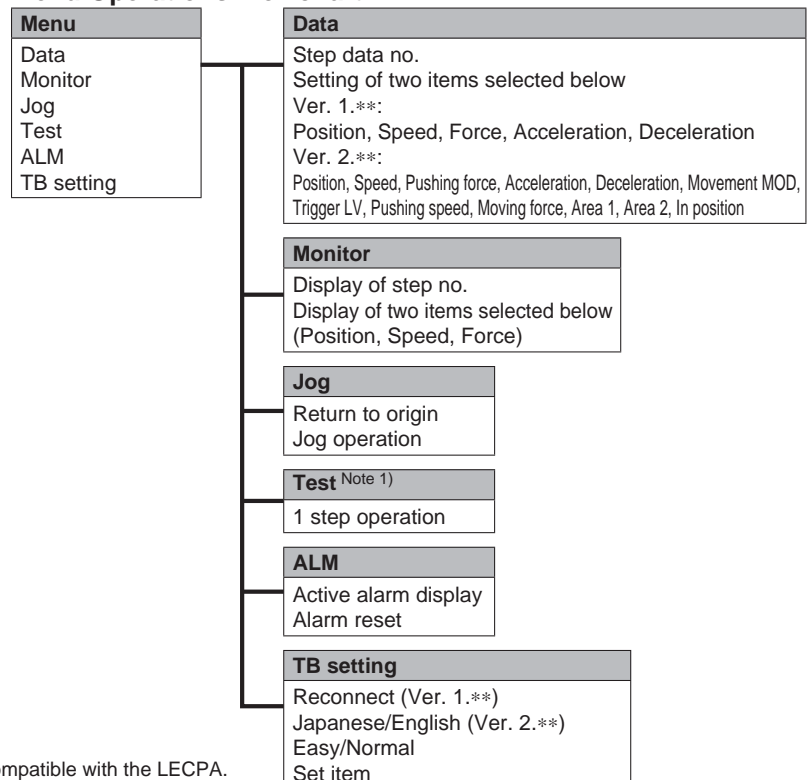 Menu
Data
Monitor
Jog
Test
ALM
TB setting
Data
Step data no.
Setting of two items selected below
Ver. 1.∗∗:
Position, Speed, Force, Acceleration, Deceleration
Ver. 2.∗∗:
Position, Speed, Pushing force, Acceleration, Deceleration, Movement MOD,
Trigger LV, Pushing speed, Moving force, Area 1, Area 2, In position
Monitor
Display of step no.
Display of two items selected below
(Position, Speed, Force)
Jog
Return to origin
Jog operation
Test Note 1)
1 step operation
ALM
Active alarm display
Alarm reset
TB setting
Reconnect (Ver. 1.∗∗)
Japanese/English (Ver. 2.∗∗)
Easy/Normal
Set item
with the LECPA.